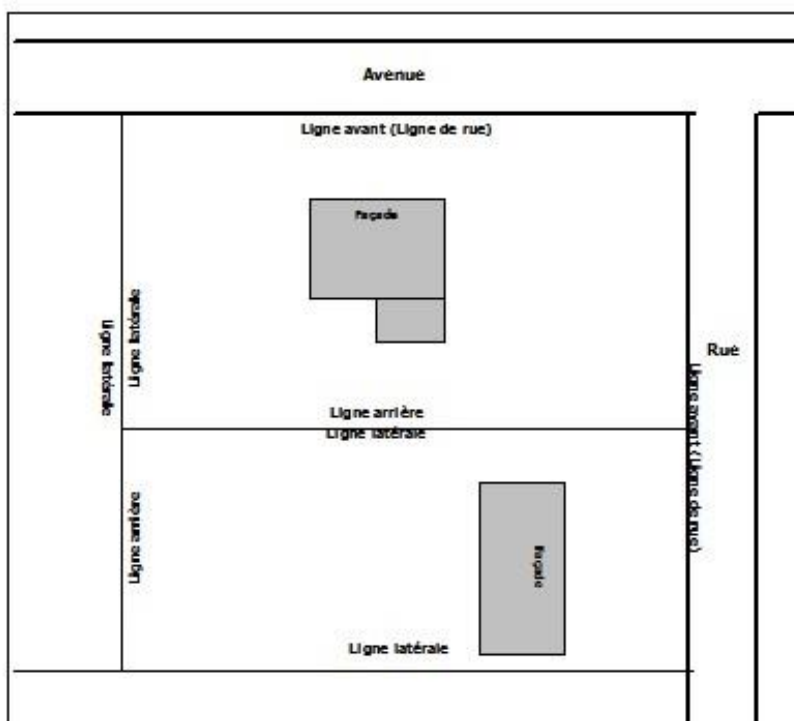 Avenue
Ligne avant (Ligne de rue)
Façade
Ligne latérale
Ligne latérale
Rue
Ligne avant (Ligne de rue)
Ligne arrière
Ligne latérale
Ligne arrière
Façade
Ligne latérale